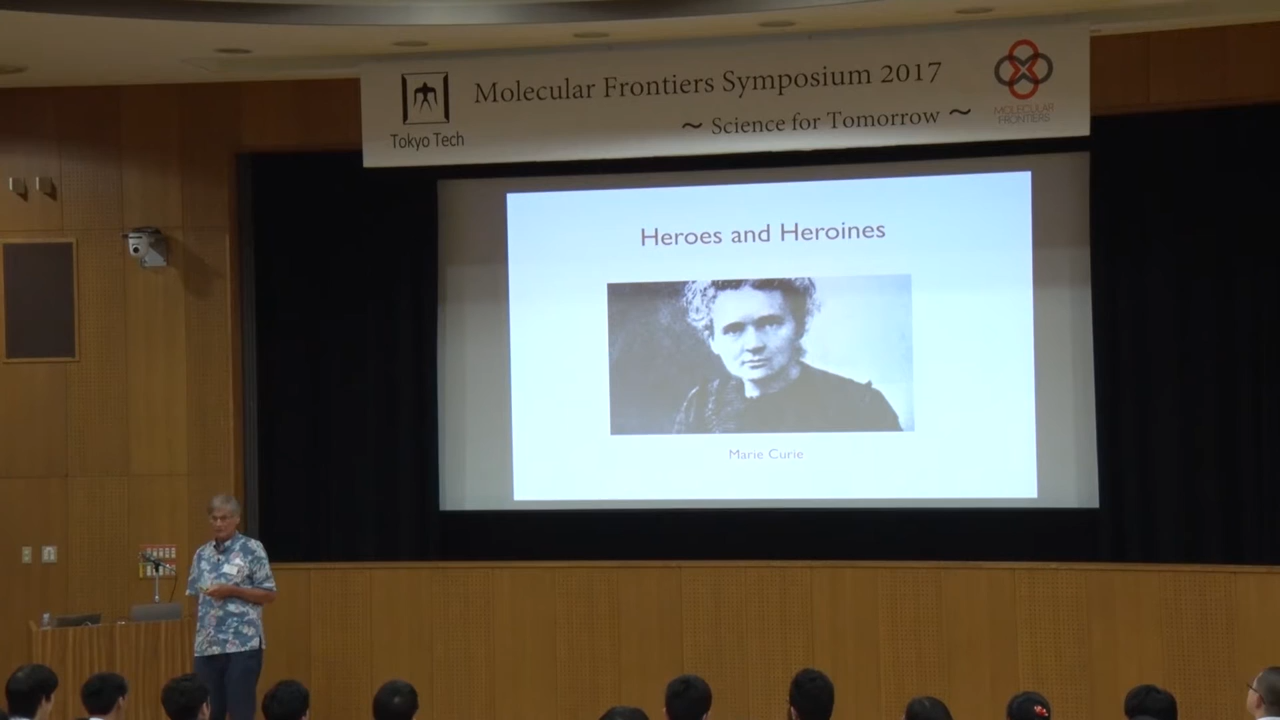 Molecular Frontiers Symposium 2017
~ Science for Tomorrow ~
Tokyo Tech
MOLECULAR
FRONTIERS
Heroes and Heroines
Marie Curie